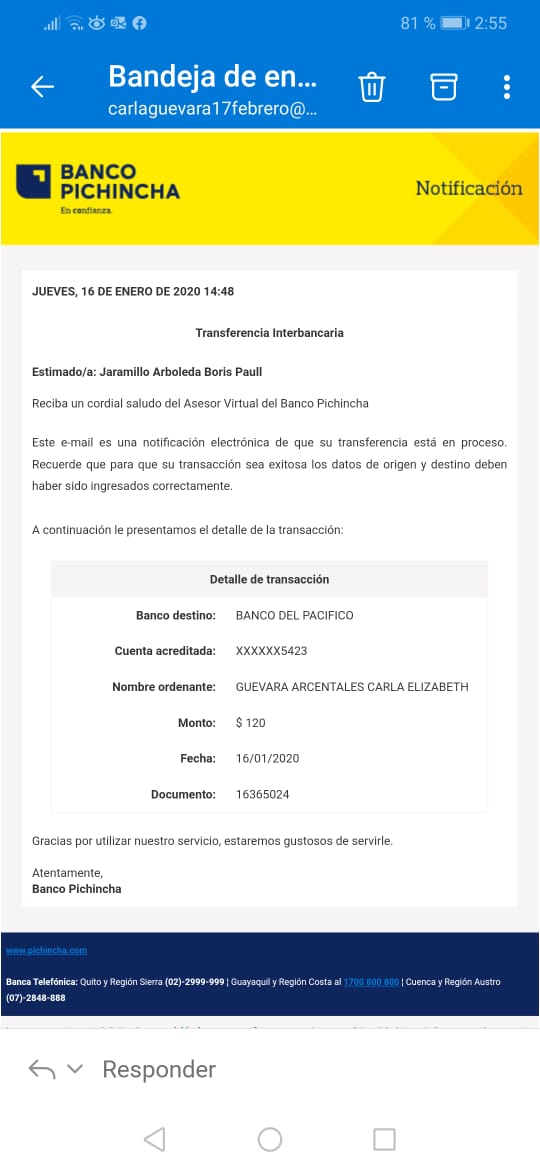 81 % 2:55
Bandeja de en...
carlaguevara17febrero@...
BANCO
PICHINCHA
En confianza.
Notificación
JUEVES, 16 DE ENERO DE 2020 14:48
Transferencia Interbancaria
Estimado/a: Jaramillo Arboleda Boris Paull
Reciba un cordial saludo del Asesor Virtual del Banco Pichincha
Este e-mail es una notificación electrónica de que su transferencia está en proceso.
Recuerde que para que su transacción sea exitosa los datos de origen y destino deben
haber sido ingresados correctamente.
A continuación le presentamos el detalle de la transacción:
Detalle de transacción
Banco destino: BANCO DEL PACIFICO
Cuenta acreditada: XXXXXX5423
Nombre ordenante: GUEVARA ARCENTALES CARLA ELIZABETH
Monto: $ 120
Fecha: 16/01/2020
Documento: 16365024
Gracias por utilizar nuestro servicio, estaremos gustosos de servirle.
Atentamente,
Banco Pichincha
www.pichincha.com
Banca Telefónica: Quito y Región Sierra (02)-2999-999 ¦ Guayaquil y Región Costa al 1700 800 800 ¦ Cuenca y Región Austro
(07)-2848-888
Responder